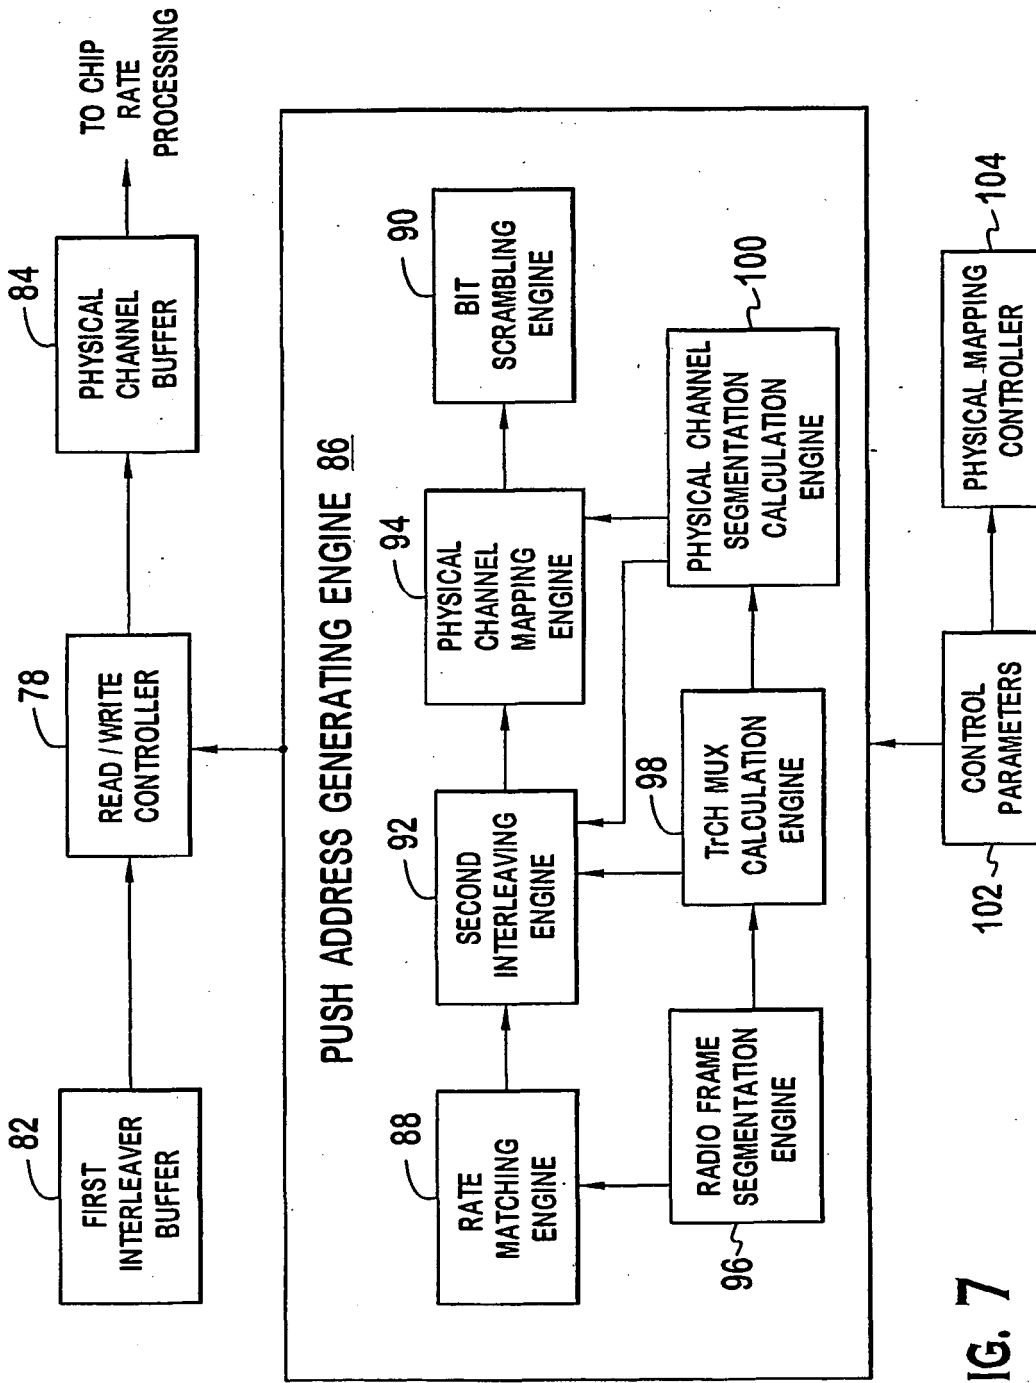 82
FIRST
INTERLEAVER
BUFFER
78
READ / WRITE
CONTROLLER
84
PHYSICAL
CHANNEL
BUFFER
TO CHIP
RATE
PROCESSING
PUSH ADDRESS GENERATING ENGINE 86
88
RATE
MATCHING
ENGINE
92
SECOND
INTERLEAVING
ENGINE
94
PHYSICAL
CHANNEL
MAPPING
ENGINE
90
BIT
SCRAMBLING
ENGINE
96
RADIO FRAME
SEGMENTATION
ENGINE
98
TrCH MUX
CALCULATION
ENGINE
100
PHYSICAL CHANNEL
SEGMENTATION
CALCULATION
ENGINE
102
CONTROL
PARAMETERS
104
PHYSICAL MAPPING
CONTROLLER
IG. 7